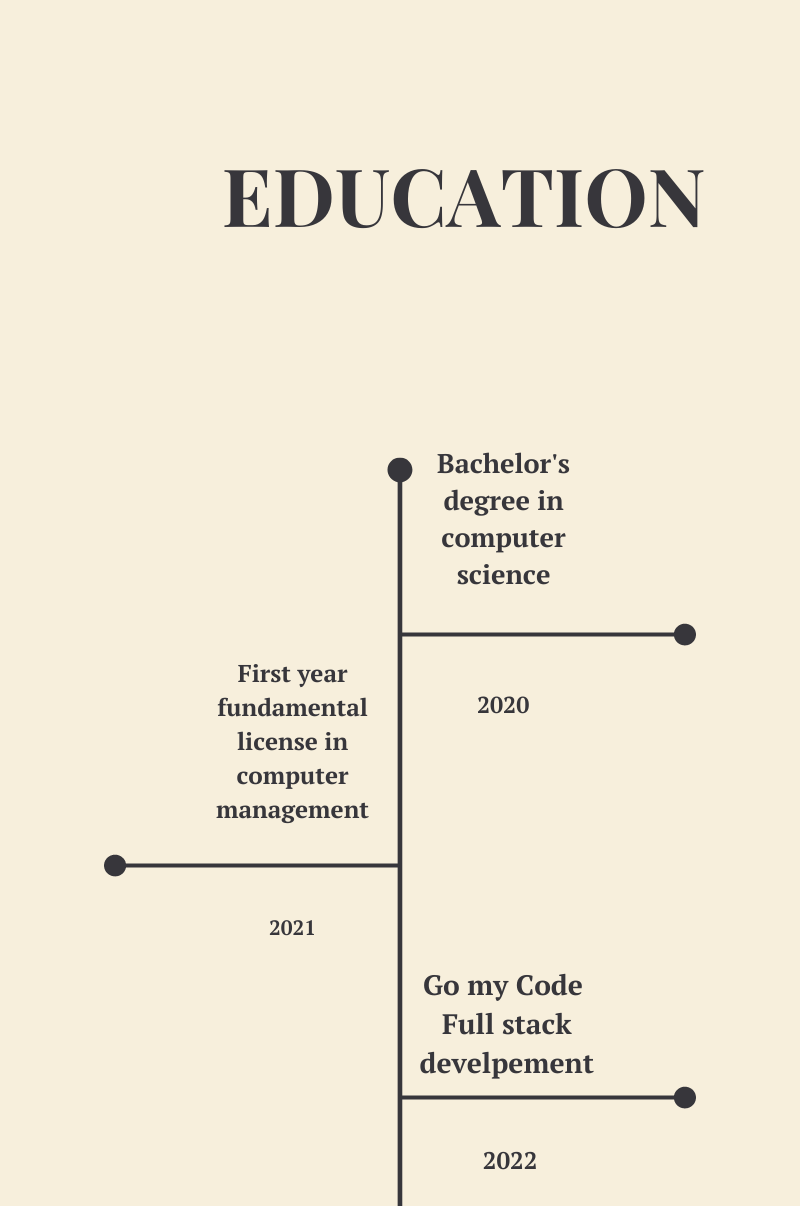 EDUCATION
Bachelor's
degree in
computer
science
2020
First year
fundamental
license in
computer
management
2021
Go my Code
Full stack
develpement
2022